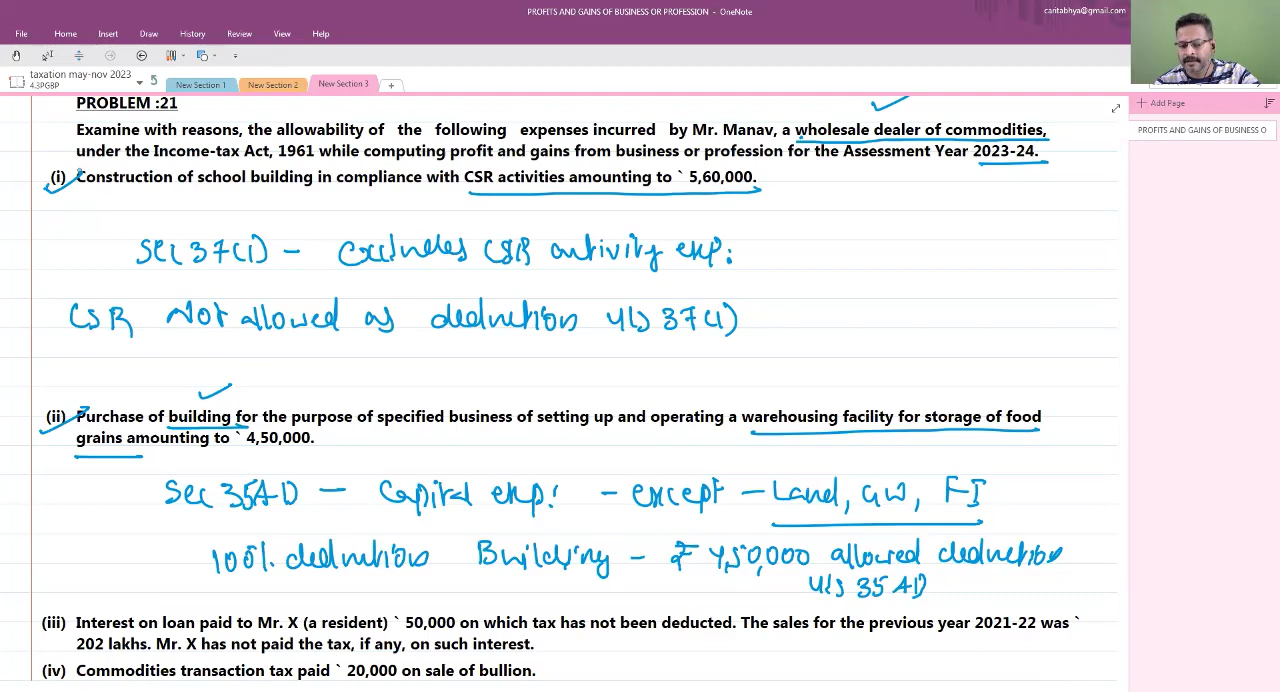 PROFITS AND GAINS OF BUSINESS OR PROFESSION - OneNote
caritabhya@gmail.com
File Home Insert Draw History Review View Help
taxation may-nov 2023
4.3PGBP
5
New Section 1 New Section 2 New Section 3 +
Add Page
PROFITS AND GAINS OF BUSINESS O
PROBLEM :21
Examine with reasons, the allowability of the following expenses incurred by Mr. Manav, a wholesale dealer of commodities,
under the Income-tax Act, 1961 while computing profit and gains from business or profession for the Assessment Year 2023-24.
(i) Construction of school building in compliance with CSR activities amounting to ` 5,60,000.
Sec 37(1) - Excludes CSR activity exp:
CSR Not allowed as deduction u/s 37(1)
(ii) Purchase of building for the purpose of specified business of setting up and operating a warehousing facility for storage of food
grains amounting to ` 4,50,000.
Sec 35AD - Capital exp: - except - Land, GW, FI
100%. deduction Building - ₹ 4,50,000 allowed deduction
u/s 35 AD
(iii) Interest on loan paid to Mr. X (a resident) ` 50,000 on which tax has not been deducted. The sales for the previous year 2021-22 was `
202 lakhs. Mr. X has not paid the tax, if any, on such interest.
(iv) Commodities transaction tax paid ` 20,000 on sale of bullion.